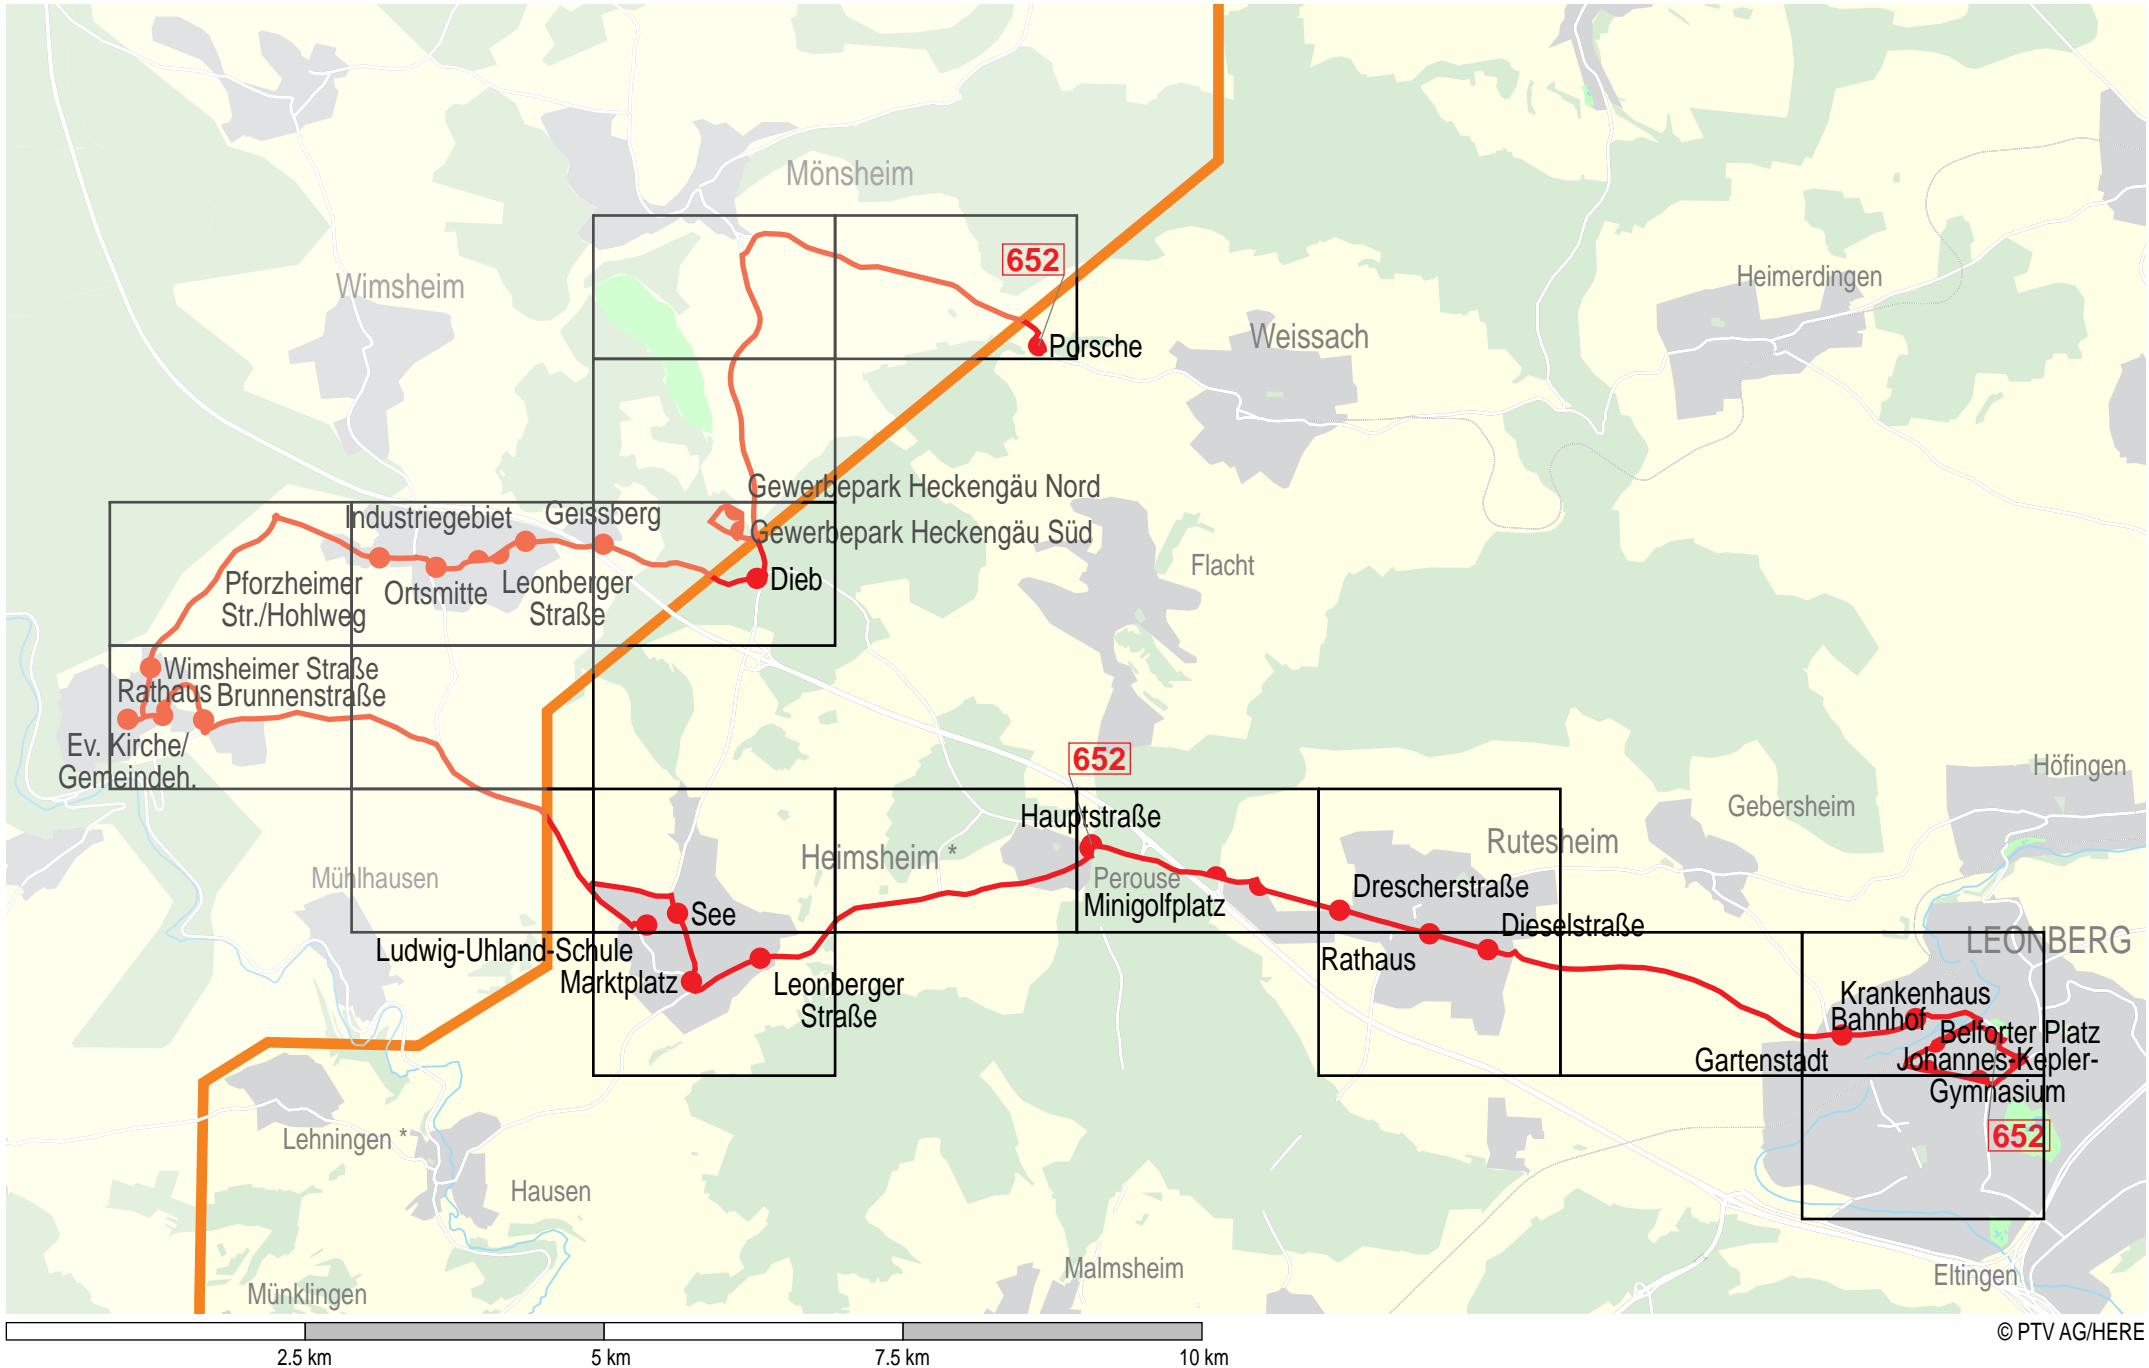 Mönsheim
652
Wimsheim
Heimerdingen
Weissach
Porsche
Gewerbepark Heckengäu Nord
Industriegebiet
Geissberg
Gewerbepark Heckengäu Süd
Flacht
Dieb
Pforzheimer
Str./Hohlweg
Ortsmitte
Leonberger
Straße
Wimsheimer Straße
Rathaus
Brunnenstraße
Ev. Kirche/
Gemeindeh.
652
Höfingen
Gebersheim
Hauptstraße
Rutesheim
Heimsheim *
Perouse
Minigolfplatz
Mühlhausen
Drescherstraße
See
Dieselstraße
Ludwig-Uhland-Schule
Marktplatz
Leonberger
Straße
Rathaus
LEONBERG
Krankenhaus
Bahnhof
Belforter Platz
Gartenstadt
Johannes-Kepler-
Gymnasium
652
Lehningen *
Hausen
Malmsheim
Eltingen
Münklingen
© PTV AG/HERE
2.5 km
5 km
7.5 km
10 km